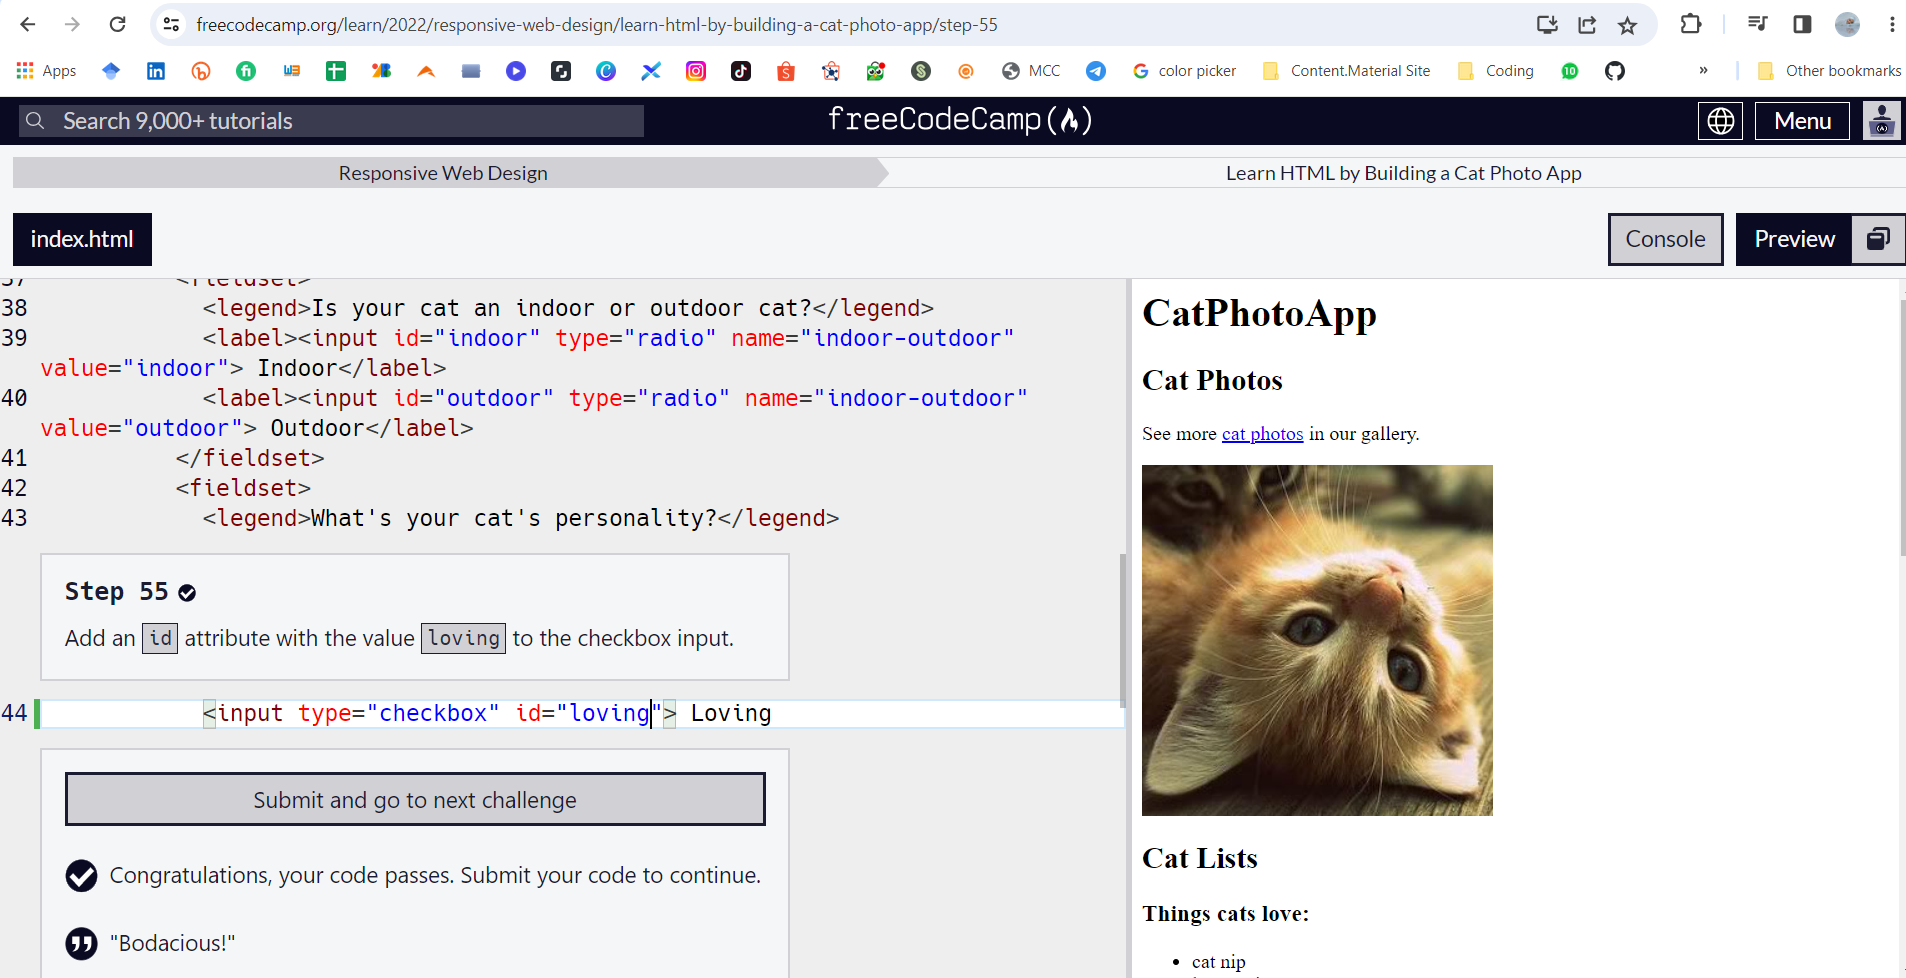 freecodecamp.org/learn/2022/responsive-web-design/learn-html-by-building-a-cat-photo-app/step-55
Apps
MCC
color picker
Content.Material Site
Coding
10
»
Other bookmarks
Search 9,000+ tutorials
freeCodeCamp
Menu
Responsive Web Design
Learn HTML by Building a Cat Photo App
index.html
Console
Preview
37 <fieldset>
38 <legend>Is your cat an indoor or outdoor cat?</legend>
39 <label><input id="indoor" type="radio" name="indoor-outdoor"
value="indoor"> Indoor</label>
40 <label><input id="outdoor" type="radio" name="indoor-outdoor"
value="outdoor"> Outdoor</label>
41 </fieldset>
42 <fieldset>
43 <legend>What's your cat's personality?</legend>
Step 55
Add an id attribute with the value loving to the checkbox input.
44 <input type="checkbox" id="loving"> Loving
Submit and go to next challenge
Congratulations, your code passes. Submit your code to continue.
"Bodacious!"
CatPhotoApp
Cat Photos
See more cat photos in our gallery.
Cat Lists
Things cats love:
• cat nip